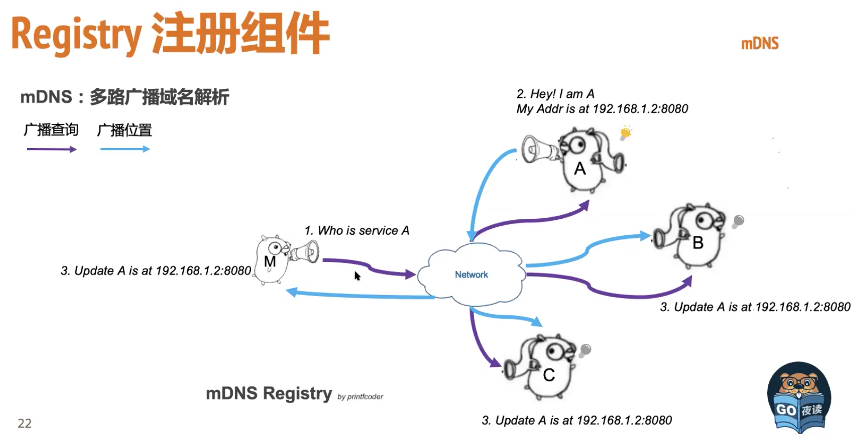 Registry 注册组件
mDNS
mDNS：多路广播域名解析
广播查询
广播位置
2. Hey! I am A
My Addr is at 192.168.1.2:8080
A
1. Who is service A
B
M
Network
3. Update A is at 192.168.1.2:8080
3. Update A is at 192.168.1.2:8080
C
mDNS Registry by printfcoder
GO 夜读
3. Update A is at 192.168.1.2:8080
22